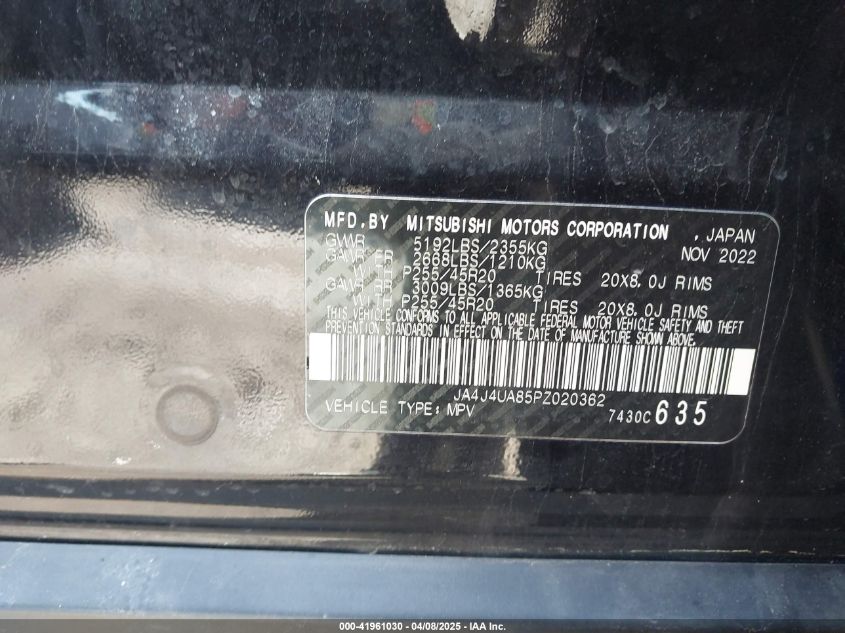 MFD. BY MITSUBISHI MOTORS CORPORATION , JAPAN
GVWR 5192LBS/2355KG NOV 2022
GAWR FR 2668LBS/1210KG
WITH P255/45R20 TIRES 20X8.0J RIMS
GAWR RR 3009LBS/1365KG
WITH P255/45R20 TIRES 20X8.0J RIMS
THIS VEHICLE CONFORMS TO ALL APPLICABLE FEDERAL MOTOR VEHICLE SAFETY AND THEFT
PREVENTION STANDARDS IN EFFECT ON THE DATE OF MANUFACTURE SHOWN ABOVE.
JA4J4UA85PZ020362
VEHICLE TYPE: MPV 7430C 635
000-41961030 - 04/08/2025 - IAA Inc.